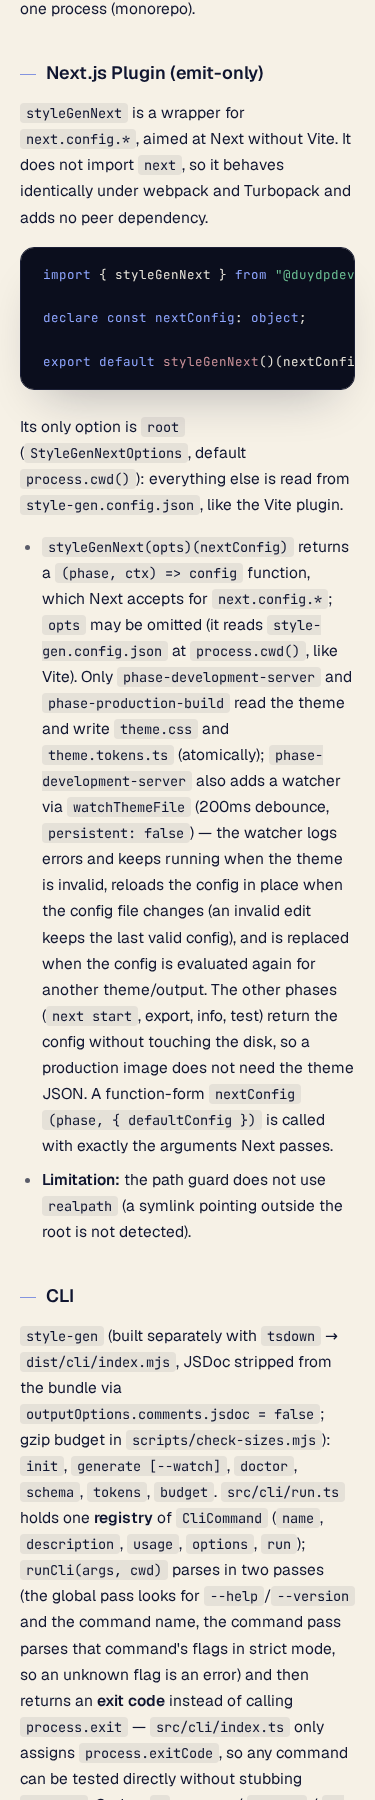 one process (monorepo).
— Next.js Plugin (emit-only)
styleGenNext is a wrapper for
next.config.*, aimed at Next without Vite. It
does not import next, so it behaves
identically under webpack and Turbopack and
adds no peer dependency.
import { styleGenNext } from "@duydpdev
declare const nextConfig: object;
export default styleGenNext()(nextConfi
Its only option is root
(StyleGenNextOptions, default
process.cwd()): everything else is read from
style-gen.config.json, like the Vite plugin.
• styleGenNext(opts)(nextConfig) returns
a (phase, ctx) => config function,
which Next accepts for next.config.*;
opts may be omitted (it reads style-
gen.config.json at process.cwd(), like
Vite). Only phase-development-server and
phase-production-build read the theme
and write theme.css and
theme.tokens.ts (atomically); phase-
development-server also adds a watcher
via watchThemeFile (200ms debounce,
persistent: false) — the watcher logs
errors and keeps running when the theme
is invalid, reloads the config in place when
the config file changes (an invalid edit
keeps the last valid config), and is replaced
when the config is evaluated again for
another theme/output. The other phases
(next start, export, info, test) return the
config without touching the disk, so a
production image does not need the theme
JSON. A function-form nextConfig
(phase, { defaultConfig }) is called
with exactly the arguments Next passes.
• Limitation: the path guard does not use
realpath (a symlink pointing outside the
root is not detected).
— CLI
style-gen (built separately with tsdown →
dist/cli/index.mjs, JSDoc stripped from
the bundle via
outputOptions.comments.jsdoc = false;
gzip budget in scripts/check-sizes.mjs):
init, generate [--watch], doctor,
schema, tokens, budget. src/cli/run.ts
holds one registry of CliCommand (name,
description, usage, options, run);
runCli(args, cwd) parses in two passes
(the global pass looks for --help/--version
and the command name, the command pass
parses that command's flags in strict mode,
so an unknown flag is an error) and then
returns an exit code instead of calling
process.exit — src/cli/index.ts only
assigns process.exitCode, so any command
can be tested directly without stubbing